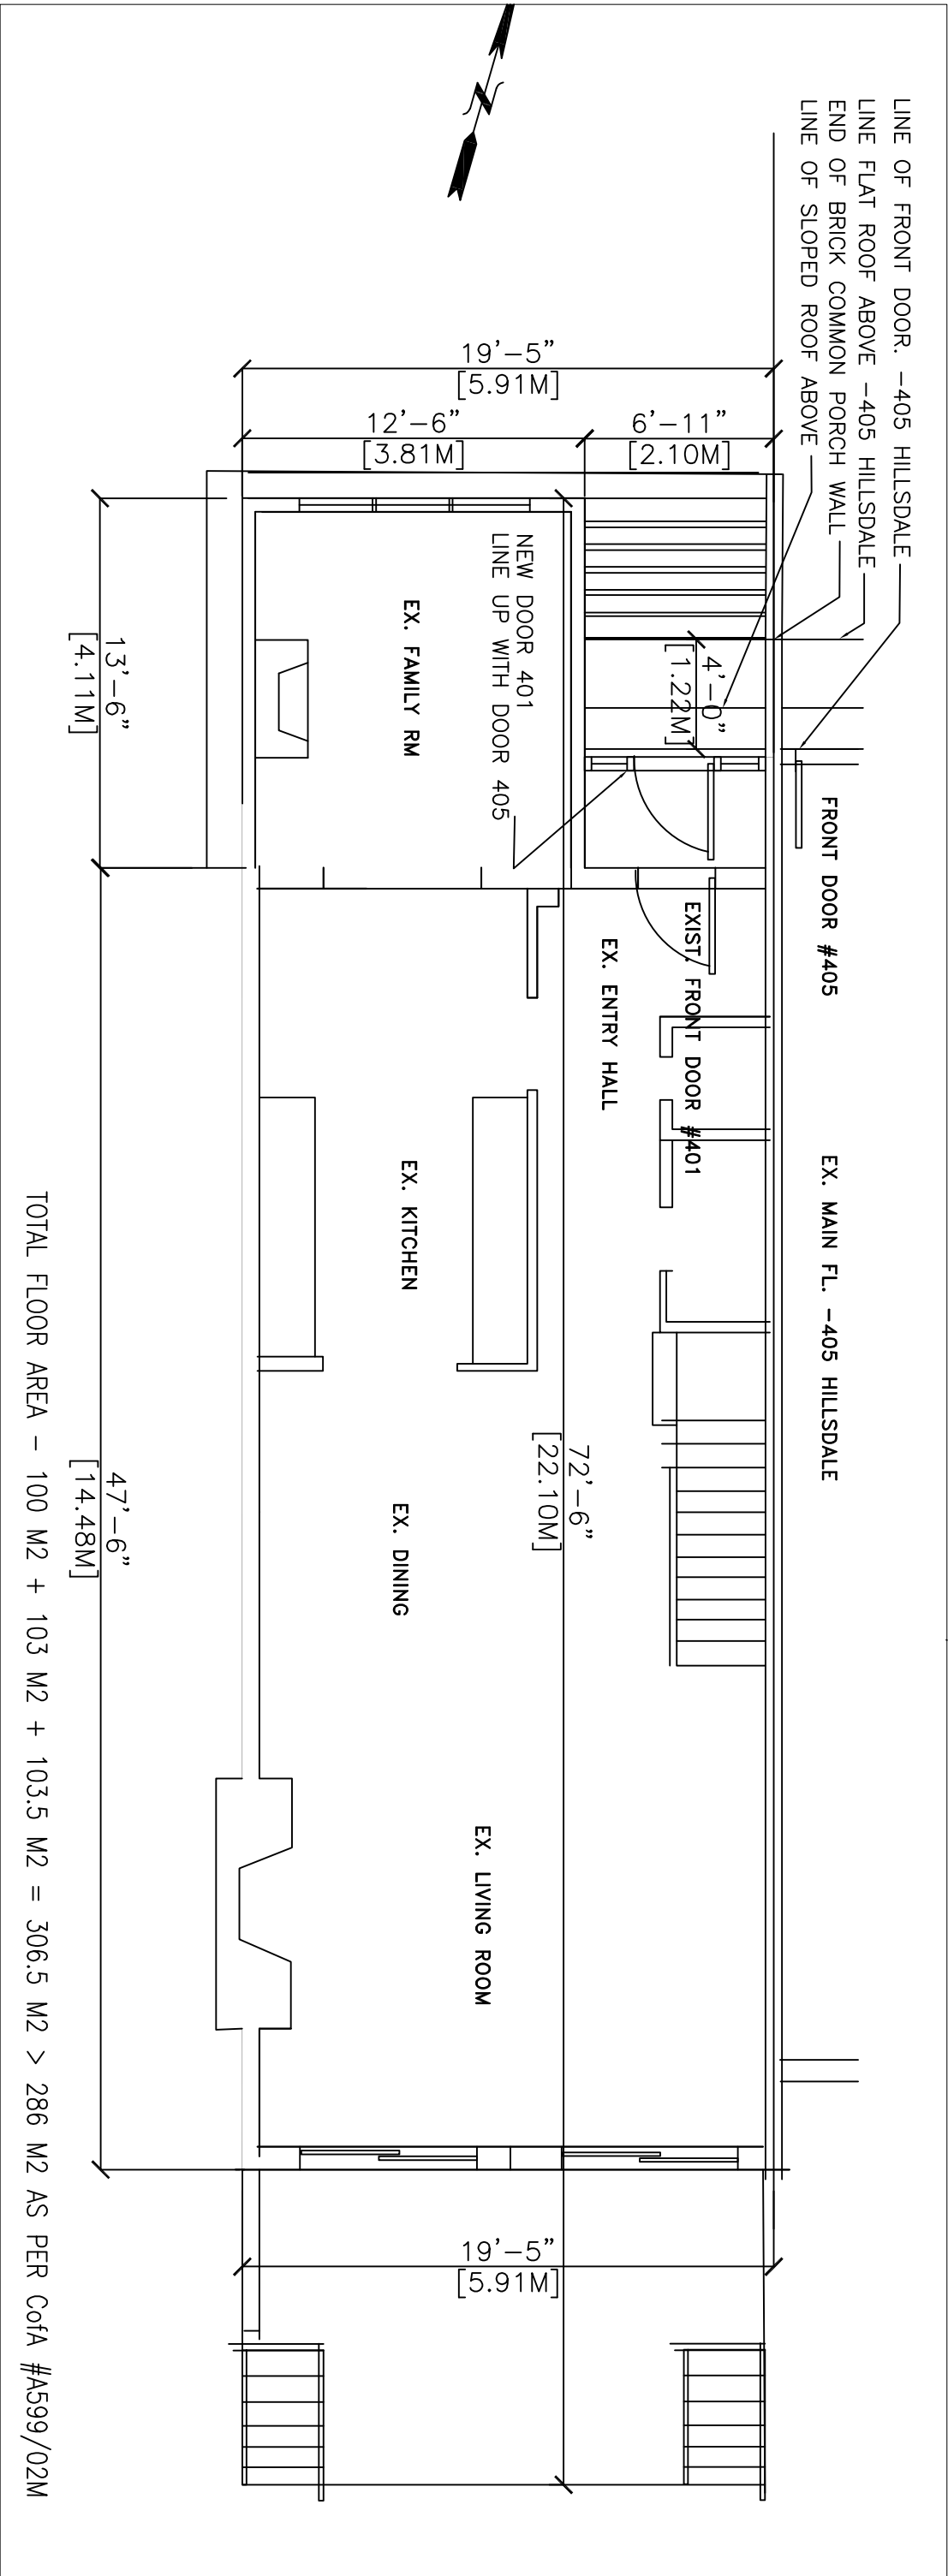 LINE OF FRONT DOOR. -405 HILLSDALE
LINE FLAT ROOF ABOVE -405 HILLSDALE
END OF BRICK COMMON PORCH WALL
LINE OF SLOPED ROOF ABOVE
FRONT DOOR #405
EX. MAIN FL. -405 HILLSDALE
19'-5"
[5.91M]
12'-6"
[3.81M]
6'-11"
[2.10M]
4'-0"
[1.22M]
EXIST. FRONT DOOR #401
EX. ENTRY HALL
NEW DOOR 401
LINE UP WITH DOOR 405
EX. FAMILY RM
EX. KITCHEN
EX. DINING
EX. LIVING ROOM
72'-6"
[22.10M]
19'-5"
[5.91M]
13'-6"
[4.11M]
47'-6"
[14.48M]
TOTAL FLOOR AREA - 100 M2 + 103 M2 + 103.5 M2 = 306.5 M2 > 286 M2 AS PER CofA #A599/02M